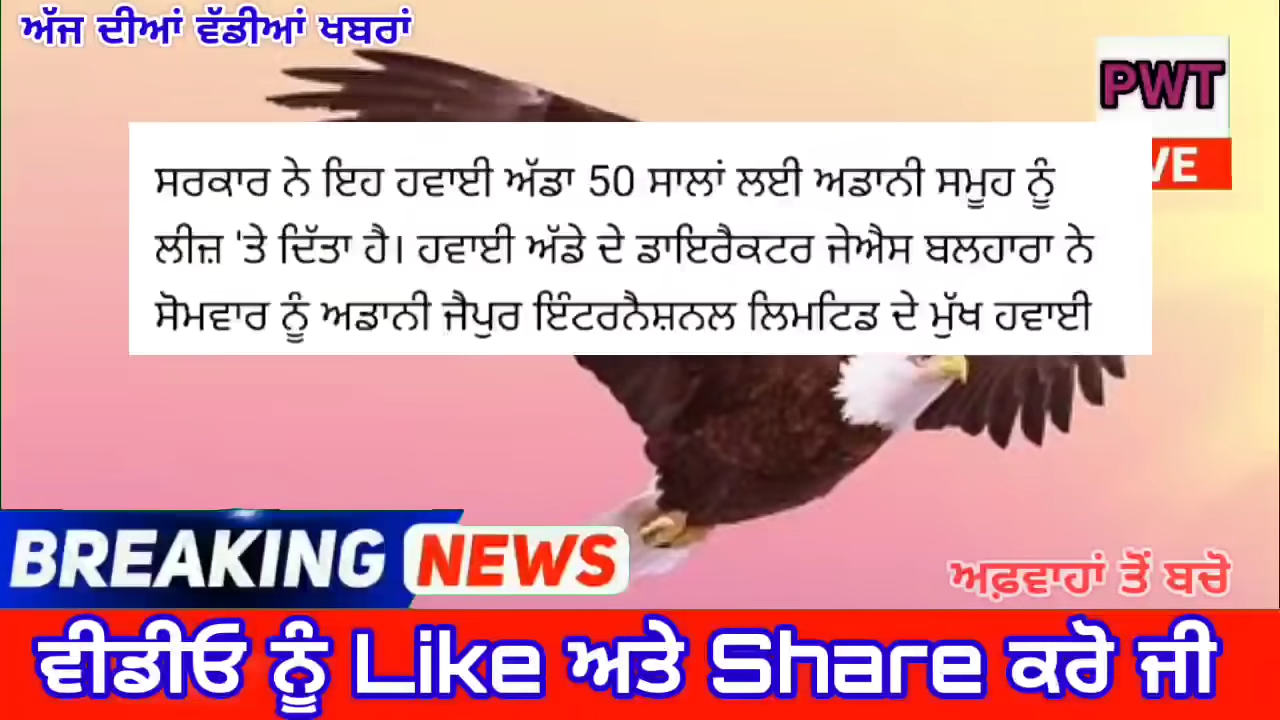 ਅੱਜ ਦੀਆਂ ਵੱਡੀਆਂ ਖਬਰਾਂ
PWT
VE
ਸਰਕਾਰ ਨੇ ਇਹ ਹਵਾਈ ਅੱਡਾ 50 ਸਾਲਾਂ ਲਈ ਅਡਾਨੀ ਸਮੂਹ ਨੂੰ
ਲੀਜ਼ 'ਤੇ ਦਿੱਤਾ ਹੈ। ਹਵਾਈ ਅੱਡੇ ਦੇ ਡਾਇਰੈਕਟਰ ਜੇਐਸ ਬਲਹਾਰਾ ਨੇ
ਸੋਮਵਾਰ ਨੂੰ ਅਡਾਨੀ ਜੈਪੁਰ ਇੰਟਰਨੈਸ਼ਨਲ ਲਿਮਟਿਡ ਦੇ ਮੁੱਖ ਹਵਾਈ
BREAKING NEWS
ਅਫ਼ਵਾਹਾਂ ਤੋਂ ਬਚੋ
ਵੀਡੀਓ ਨੂੰ Like ਅਤੇ Share ਕਰੋ ਜੀ